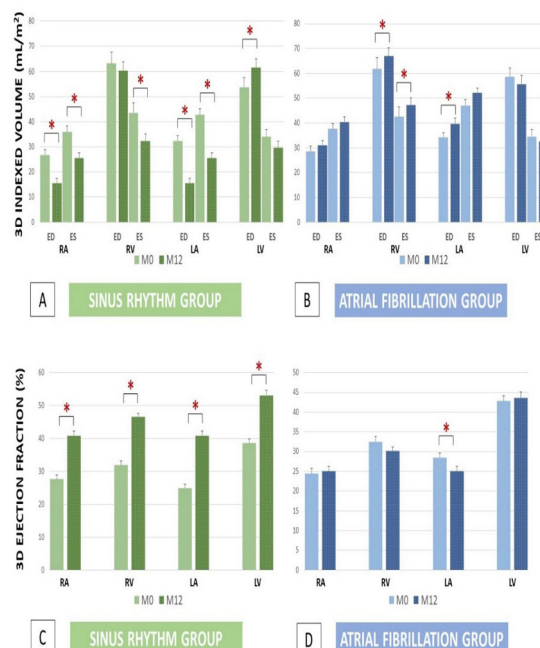 3D INDEXED VOLUME (mL/m²)
80
70
60
50
40
30
20
10
0
* * * * * *
ED ES ED ES ED ES ED ES
RA RV LA LV
M0 M12
A SINUS RHYTHM GROUP
80
70
60
50
40
30
20
10
0
* * *
ED ES ED ES ED ES ED ES
RA RV LA LV
M0 M12
B ATRIAL FIBRILLATION GROUP
3D EJECTION FRACTION (%)
60
50
40
30
20
10
0
* * * *
RA RV LA LV
M0 M12
C SINUS RHYTHM GROUP
50
45
40
35
30
25
20
15
10
5
0
*
RA RV LA LV
M0 M12
D ATRIAL FIBRILLATION GROUP